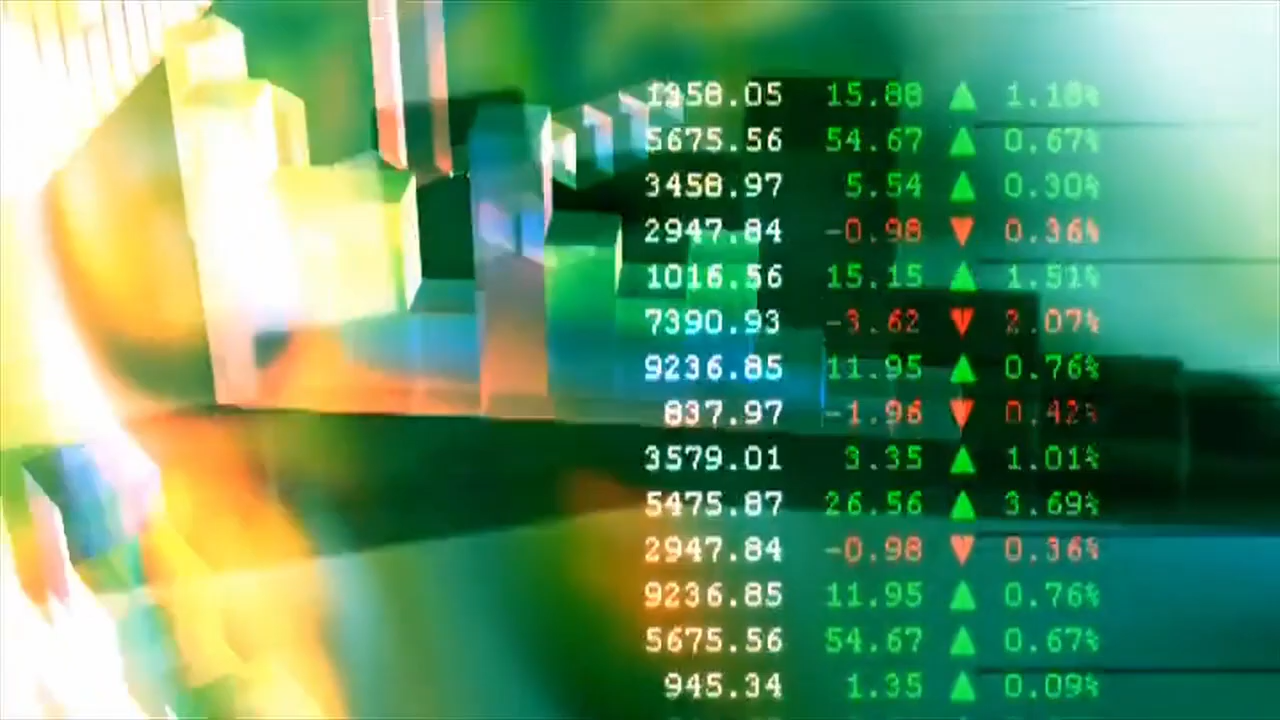 1358.05 15.88 ▲ 1.18%
5675.56 54.67 ▲ 0.67%
3458.97 5.54 ▲ 0.30%
2947.84 -0.98 ▼ 0.36%
1016.56 15.15 ▲ 1.51%
7390.93 -3.62 ▼ 2.07%
9236.85 11.95 ▲ 0.76%
837.97 -1.96 ▼ 0.42%
3579.01 3.35 ▲ 1.01%
5475.87 26.56 ▲ 3.69%
2947.84 -0.98 ▼ 0.36%
9236.85 11.95 ▲ 0.76%
5675.56 54.67 ▲ 0.67%
945.34 1.35 ▲ 0.09%